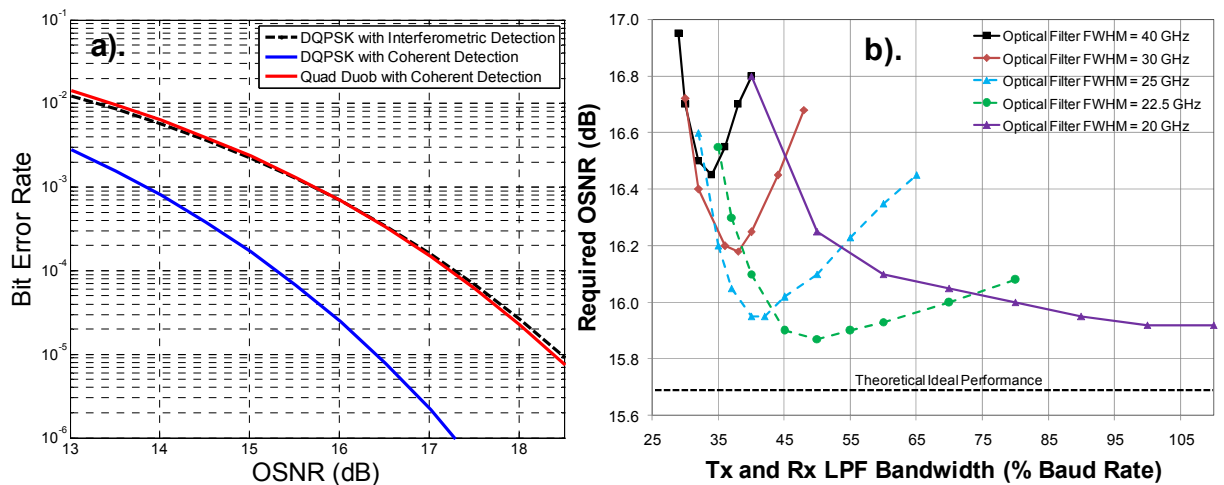 a).
DQPSK with Interferometric Detection
DQPSK with Coherent Detection
Quad Duob with Coherent Detection
Bit Error Rate
10^-1
10^-2
10^-3
10^-4
10^-5
10^-6
13 14 15 16 17 18
OSNR (dB)
b).
Optical Filter FWHM = 40 GHz
Optical Filter FWHM = 30 GHz
Optical Filter FWHM = 25 GHz
Optical Filter FWHM = 22.5 GHz
Optical Filter FWHM = 20 GHz
Required OSNR (dB)
17.0
16.8
16.6
16.4
16.2
16.0
15.8
15.6
Theoretical Ideal Performance
25 35 45 55 65 75 85 95 105
Tx and Rx LPF Bandwidth (% Baud Rate)